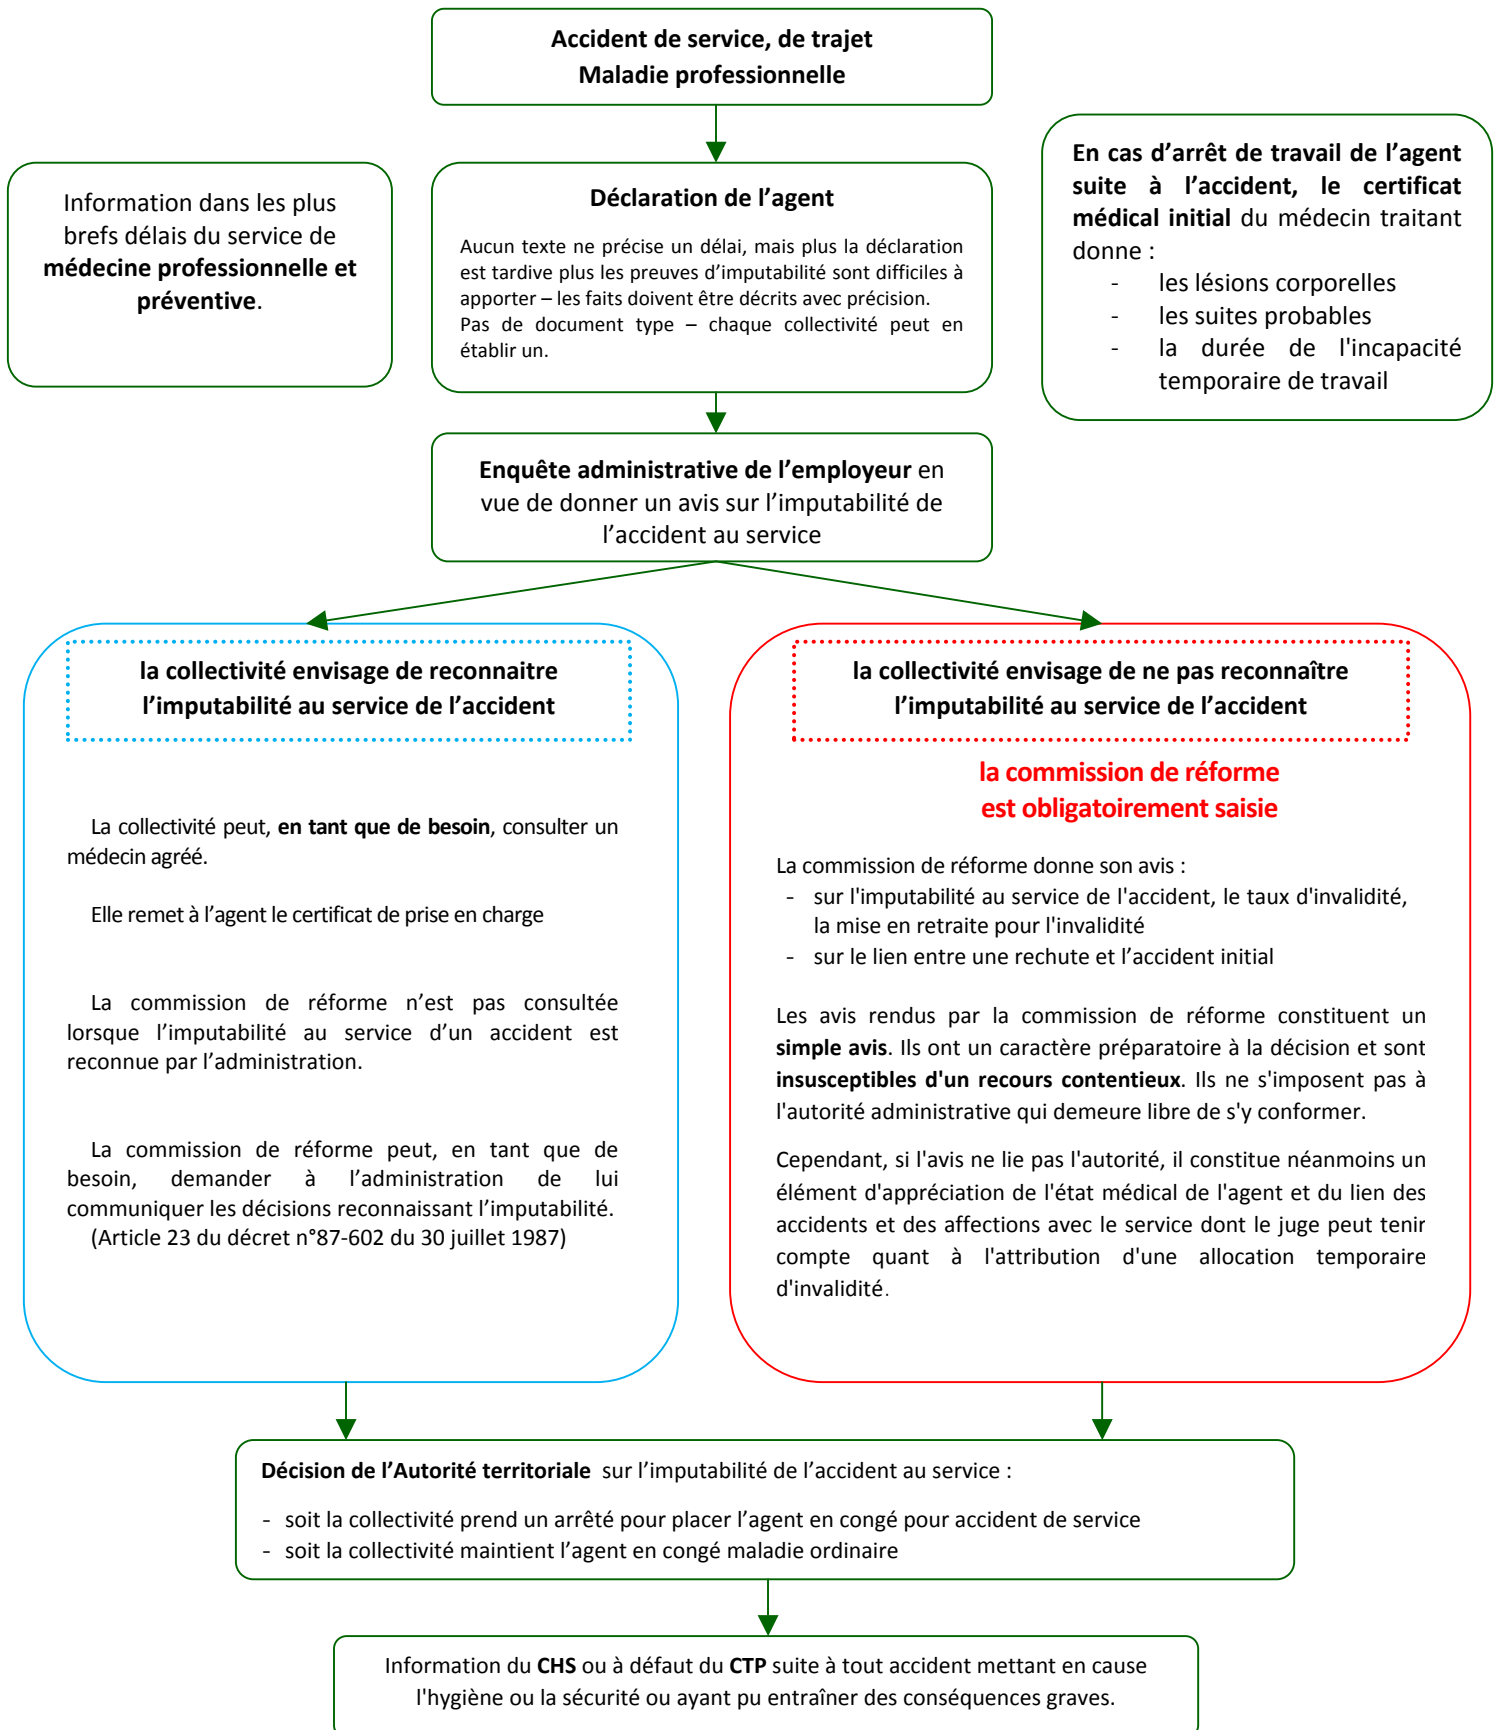 Accident de service, de trajet
Maladie professionnelle
Information dans les plus
brefs délais du service de
médecine professionnelle et
préventive.
Déclaration de l’agent
Aucun texte ne précise un délai, mais plus la déclaration
est tardive plus les preuves d’imputabilité sont difficiles à
apporter – les faits doivent être décrits avec précision.
Pas de document type – chaque collectivité peut en
établir un.
En cas d’arrêt de travail de l’agent
suite à l’accident, le certificat
médical initial du médecin traitant
donne :
- les lésions corporelles
- les suites probables
- la durée de l'incapacité
temporaire de travail
Enquête administrative de l’employeur en
vue de donner un avis sur l’imputabilité de
l’accident au service
la collectivité envisage de reconnaitre
l’imputabilité au service de l’accident
La collectivité peut, en tant que de besoin, consulter un
médecin agréé.
Elle remet à l’agent le certificat de prise en charge
La commission de réforme n’est pas consultée
lorsque l’imputabilité au service d’un accident est
reconnue par l’administration.
La commission de réforme peut, en tant que de
besoin, demander à l’administration de lui
communiquer les décisions reconnaissant l’imputabilité.
(Article 23 du décret n°87-602 du 30 juillet 1987)
la collectivité envisage de ne pas reconnaître
l’imputabilité au service de l’accident
la commission de réforme
est obligatoirement saisie
La commission de réforme donne son avis :
- sur l'imputabilité au service de l'accident, le taux d'invalidité,
la mise en retraite pour l'invalidité
- sur le lien entre une rechute et l’accident initial
Les avis rendus par la commission de réforme constituent un
simple avis. Ils ont un caractère préparatoire à la décision et sont
insusceptibles d'un recours contentieux. Ils ne s'imposent pas à
l'autorité administrative qui demeure libre de s'y conformer.
Cependant, si l'avis ne lie pas l'autorité, il constitue néanmoins un
élément d'appréciation de l'état médical de l'agent et du lien des
accidents et des affections avec le service dont le juge peut tenir
compte quant à l'attribution d'une allocation temporaire
d'invalidité.
Décision de l’Autorité territoriale sur l’imputabilité de l’accident au service :
- soit la collectivité prend un arrêté pour placer l’agent en congé pour accident de service
- soit la collectivité maintient l’agent en congé maladie ordinaire
Information du CHS ou à défaut du CTP suite à tout accident mettant en cause
l'hygiène ou la sécurité ou ayant pu entraîner des conséquences graves.